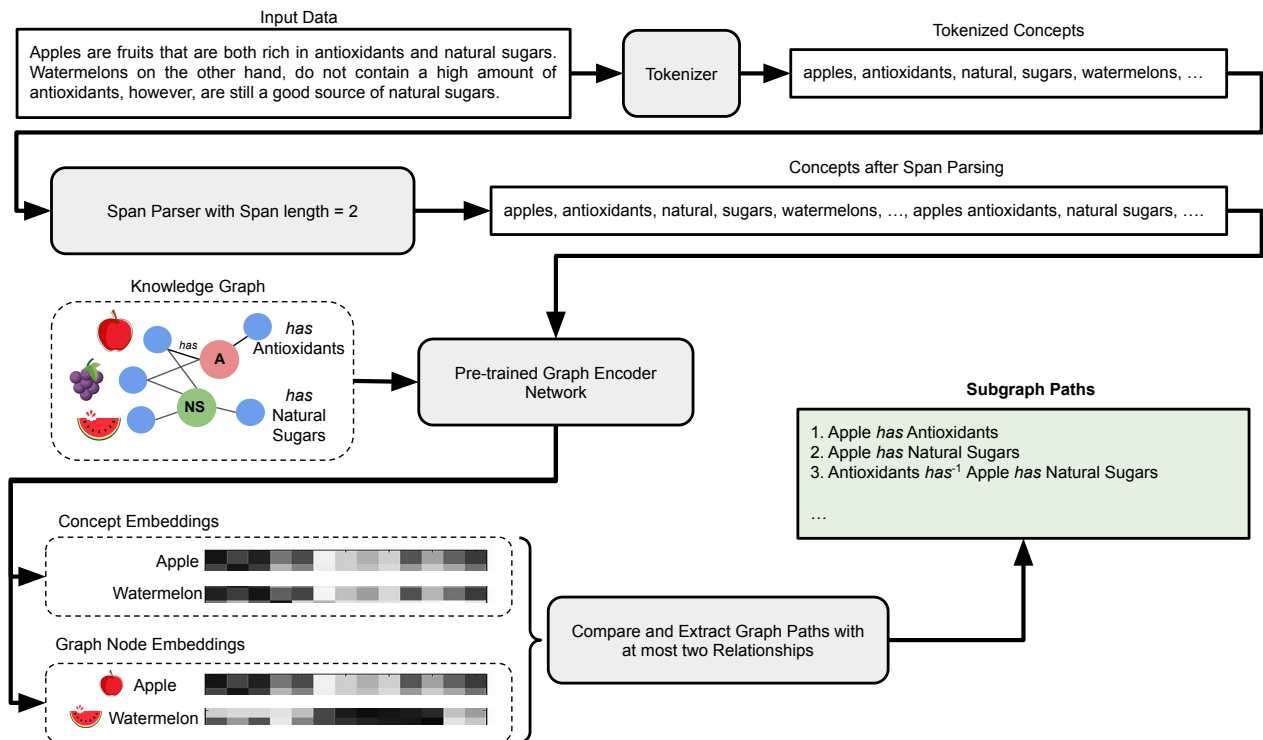 Input Data
Apples are fruits that are both rich in antioxidants and natural sugars.
Watermelons on the other hand, do not contain a high amount of
antioxidants, however, are still a good source of natural sugars.
Tokenizer
Tokenized Concepts
apples, antioxidants, natural, sugars, watermelons, …
Span Parser with Span length = 2
Concepts after Span Parsing
apples, antioxidants, natural, sugars, watermelons, …, apples antioxidants, natural sugars, ….
Knowledge Graph
has
A
has
Antioxidants
NS
has
Natural
Sugars
Pre-trained Graph Encoder
Network
Subgraph Paths
1. Apple has Antioxidants
2. Apple has Natural Sugars
3. Antioxidants has⁻¹ Apple has Natural Sugars
…
Concept Embeddings
Apple
Watermelon
Graph Node Embeddings
Apple
Watermelon
Compare and Extract Graph Paths with
at most two Relationships